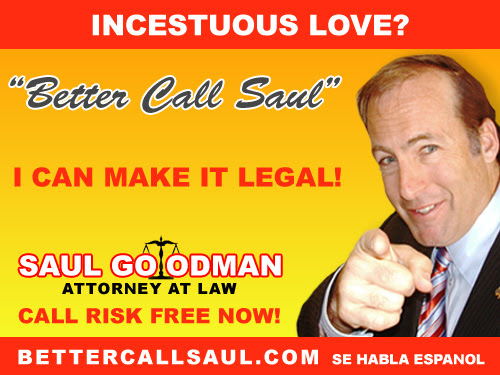 INCESTUOUS LOVE?
"Better Call Saul"
I CAN MAKE IT LEGAL!
SAUL GOODMAN
ATTORNEY AT LAW
CALL RISK FREE NOW!
BETTERCALLSAUL.COM SE HABLA ESPANOL